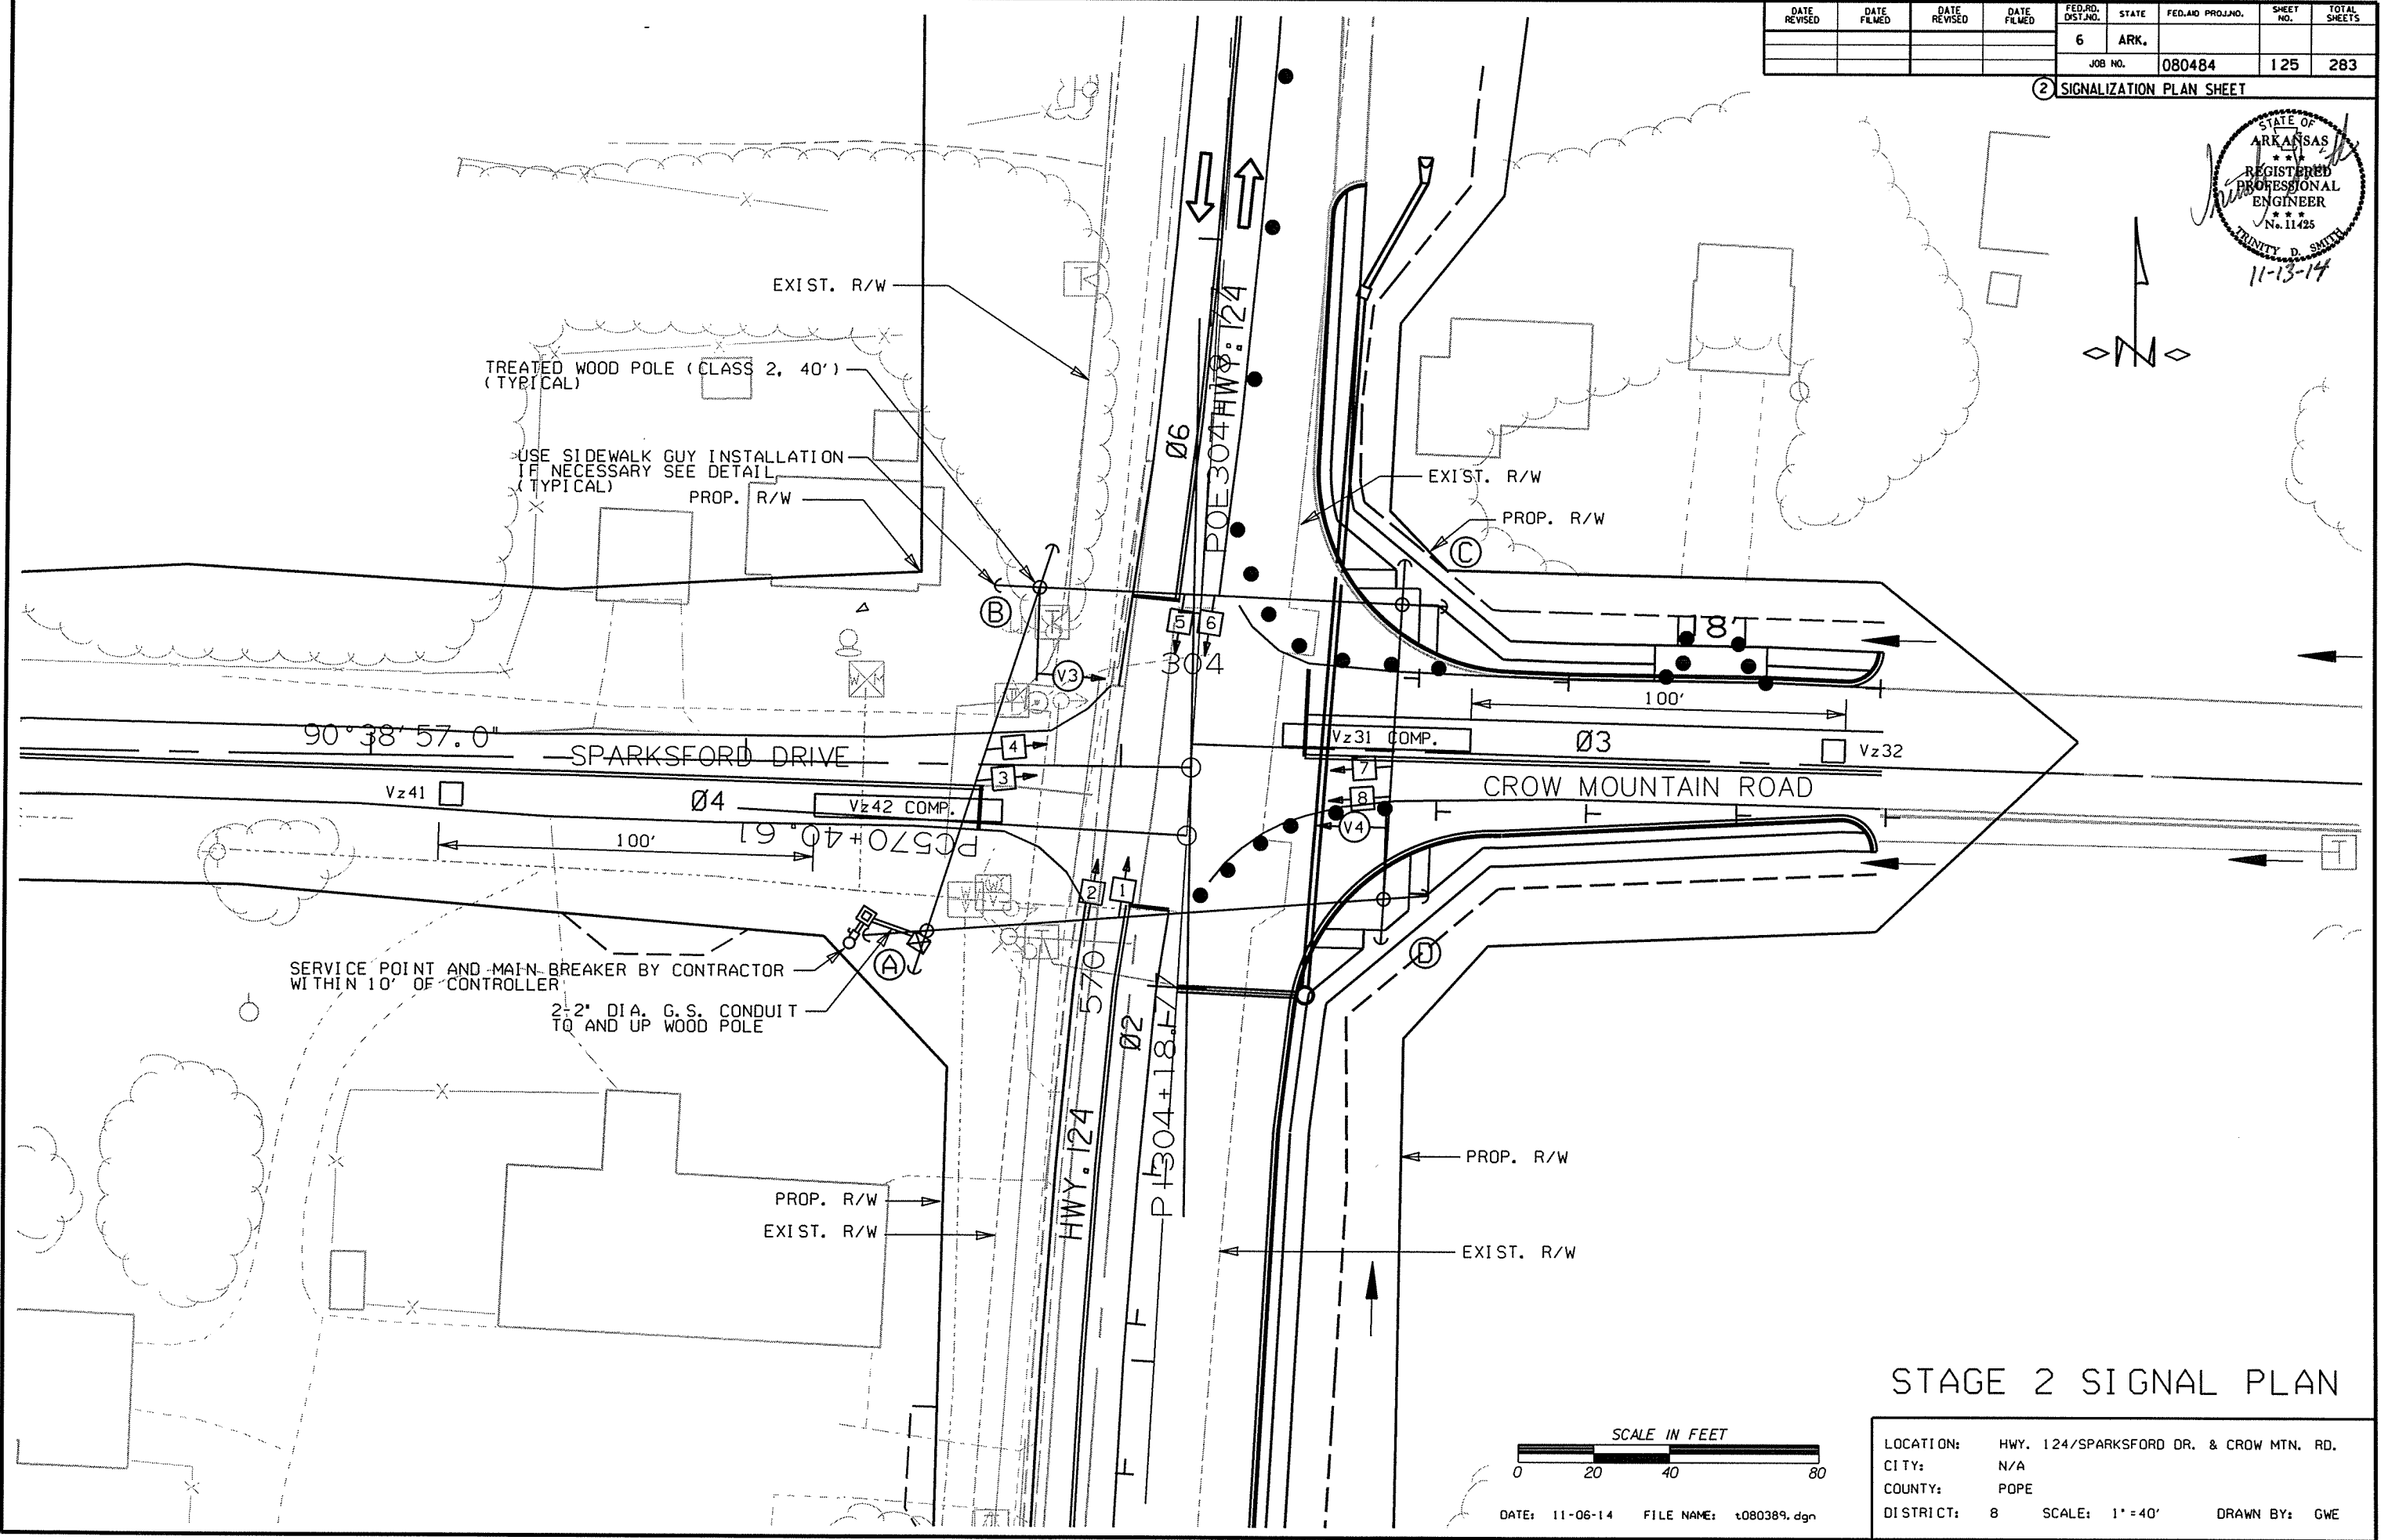 DATE REVISED
DATE FILMED
DATE REVISED
DATE FILMED
FED.RD. DIST.NO.
STATE
FED.AID PROJ.NO.
SHEET NO.
TOTAL SHEETS
6
ARK.
JOB NO.
080484
125
283
2 SIGNALIZATION PLAN SHEET
STATE OF
ARKANSAS
★ ★ ★
REGISTERED
PROFESSIONAL
ENGINEER
★ ★ ★
No. 11425
TRINITY D. SMITH
11-13-14
N
EXIST. R/W
TREATED WOOD POLE (CLASS 2, 40')
(TYPICAL)
USE SIDEWALK GUY INSTALLATION
IF NECESSARY SEE DETAIL
(TYPICAL)
PROP. R/W
Ø6
HWY. 124
EXIST. R/W
PROP. R/W
C
B
5
6
304
V3
18'
100'
90°38'57.0"
SPARKSFORD DRIVE
4
3
Vz31 COMP.
Ø3
Vz32
7
8
V4
CROW MOUNTAIN ROAD
Vz41
Ø4
Vz42 COMP.
PC570+40.61
100'
2
1
A
D
SERVICE POINT AND MAIN BREAKER BY CONTRACTOR
WITHIN 10' OF CONTROLLER
2-2" DIA. G.S. CONDUIT
TO AND UP WOOD POLE
570
Ø2
HWY. 124
PROP. R/W
PROP. R/W
EXIST. R/W
EXIST. R/W
STAGE 2 SIGNAL PLAN
SCALE IN FEET
0 20 40 80
DATE: 11-06-14 FILE NAME: t080389.dgn
LOCATION: HWY. 124/SPARKSFORD DR. & CROW MTN. RD.
CITY: N/A
COUNTY: POPE
DISTRICT: 8 SCALE: 1"=40' DRAWN BY: GWE